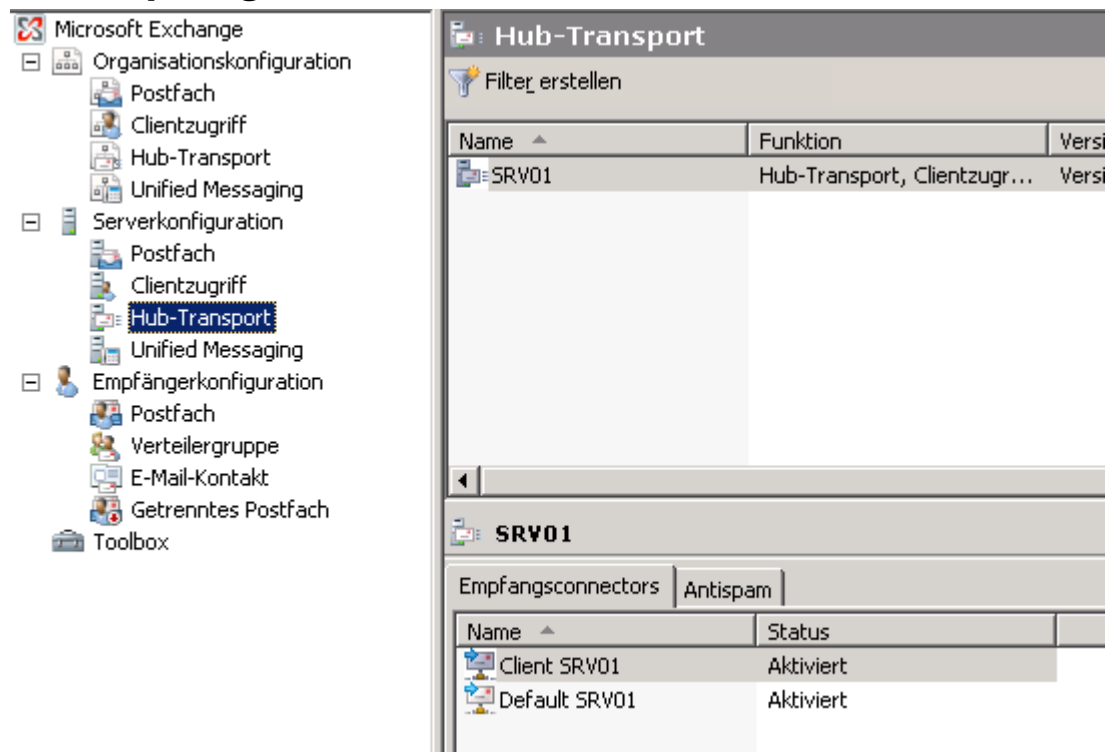 Microsoft Exchange
Organisationskonfiguration
Postfach
Clientzugriff
Hub-Transport
Unified Messaging
Serverkonfiguration
Postfach
Clientzugriff
Hub-Transport
Unified Messaging
Empfängerkonfiguration
Postfach
Verteilergruppe
E-Mail-Kontakt
Getrenntes Postfach
Toolbox
Hub-Transport
Filter erstellen
Name Funktion Versi
SRV01 Hub-Transport, Clientzugr... Versi
SRV01
Empfangsconnectors Antispam
Name Status
Client SRV01 Aktiviert
Default SRV01 Aktiviert